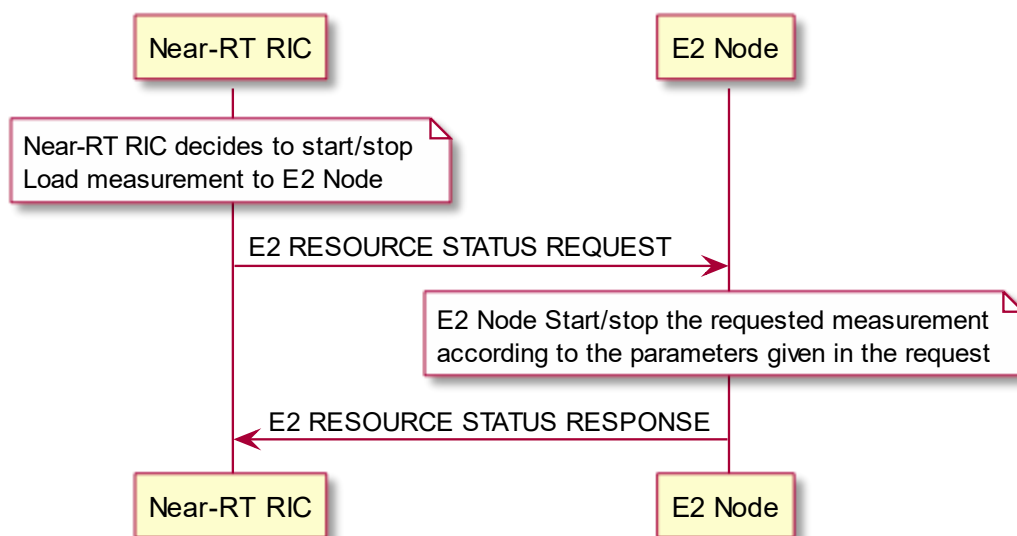 Near-RT RIC
E2 Node
Near-RT RIC decides to start/stop
Load measurement to E2 Node
E2 RESOURCE STATUS REQUEST
E2 Node Start/stop the requested measurement
according to the parameters given in the request
E2 RESOURCE STATUS RESPONSE
Near-RT RIC
E2 Node